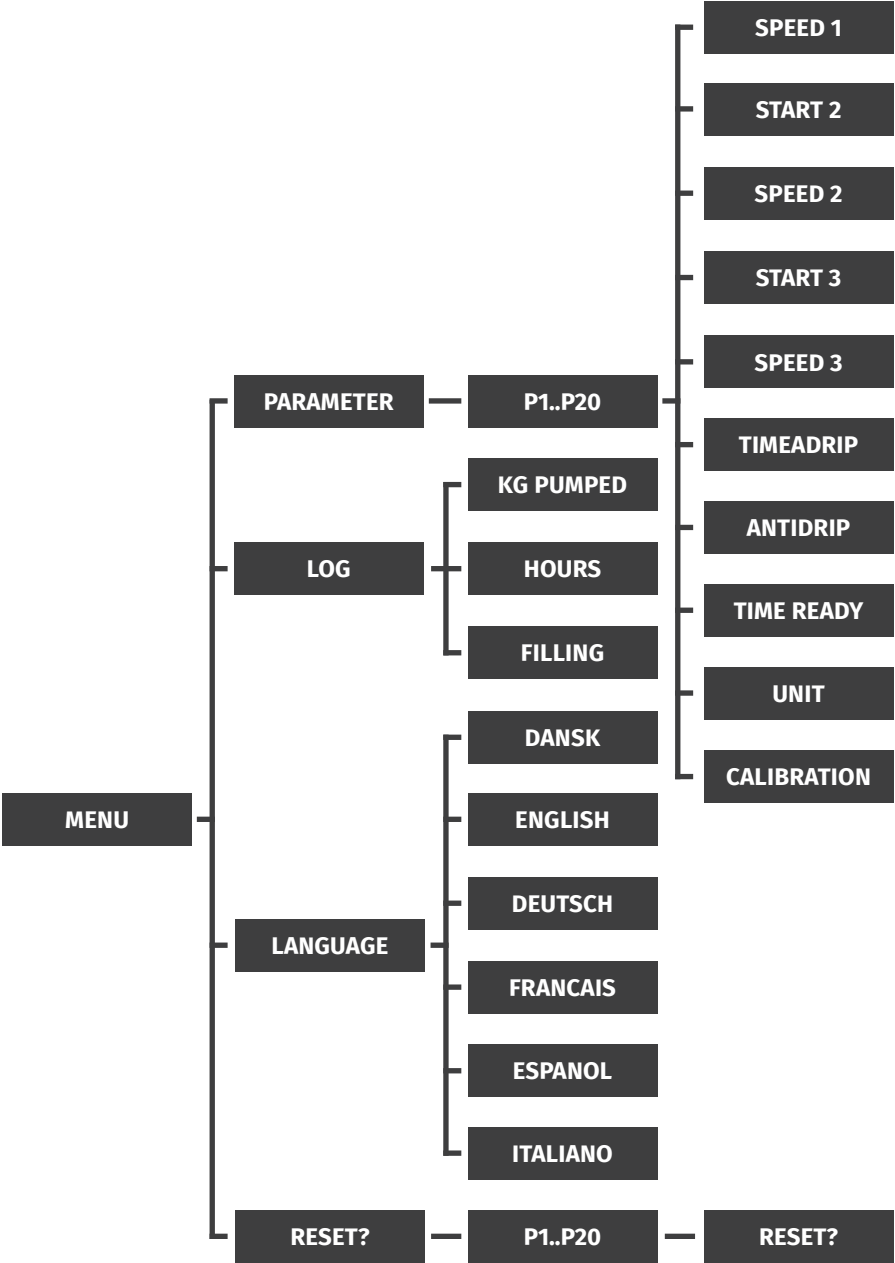 SPEED 1
START 2
SPEED 2
START 3
SPEED 3
PARAMETER
P1..P20
TIMEADRIP
KG PUMPED
ANTIDRIP
LOG
HOURS
TIME READY
FILLING
UNIT
DANSK
CALIBRATION
MENU
ENGLISH
DEUTSCH
LANGUAGE
FRANCAIS
ESPANOL
ITALIANO
RESET?
P1..P20
RESET?